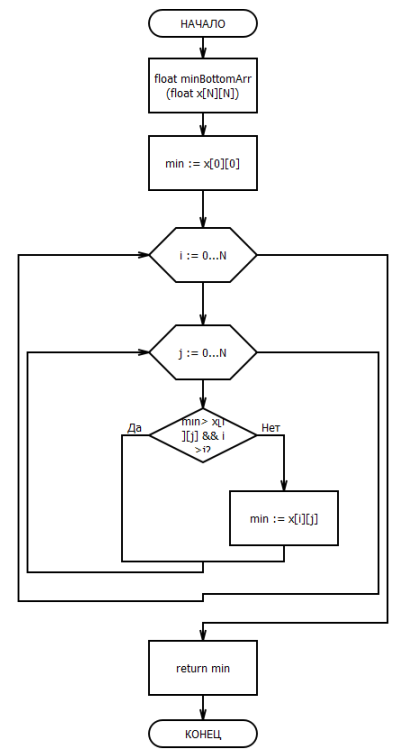 НАЧАЛО
float minBottomArr
(float x[N][N])
min := x[0][0]
i := 0...N
j := 0...N
min> x[i
][j] && i
>j?
Да
Нет
min := x[i][j]
return min
КОНЕЦ